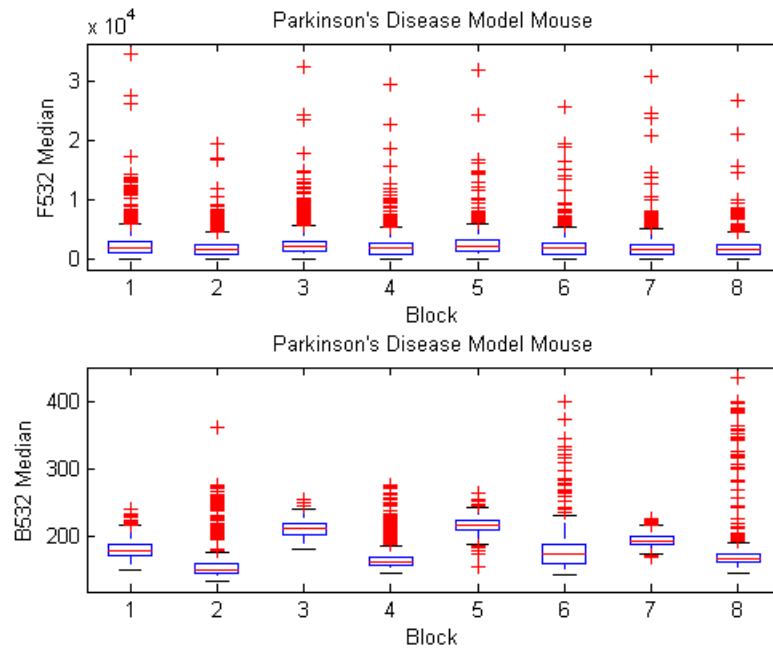 Parkinson's Disease Model Mouse
x 10^4
3
2
1
0
F532 Median
1 2 3 4 5 6 7 8
Block
Parkinson's Disease Model Mouse
400
300
200
B532 Median
1 2 3 4 5 6 7 8
Block